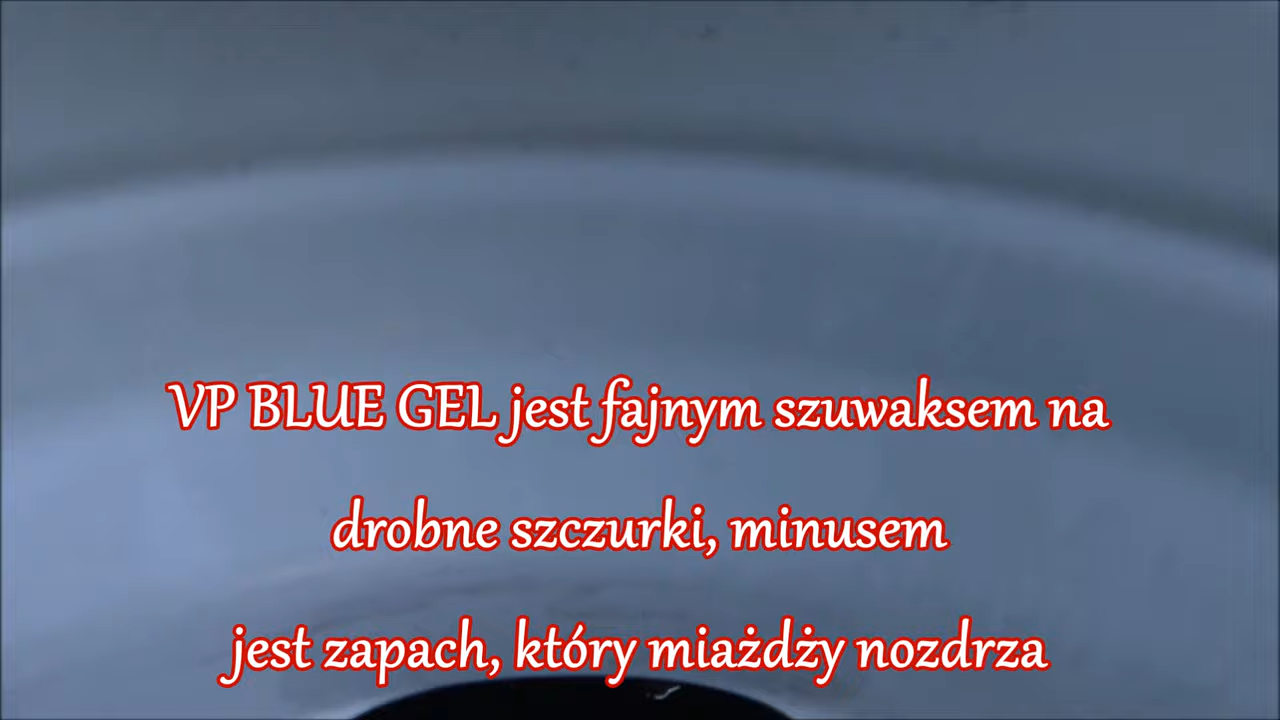 VP BLUE GEL jest fajnym szuwaksem na
drobne szczurki, minusem
jest zapach, który miażdży nozdrza